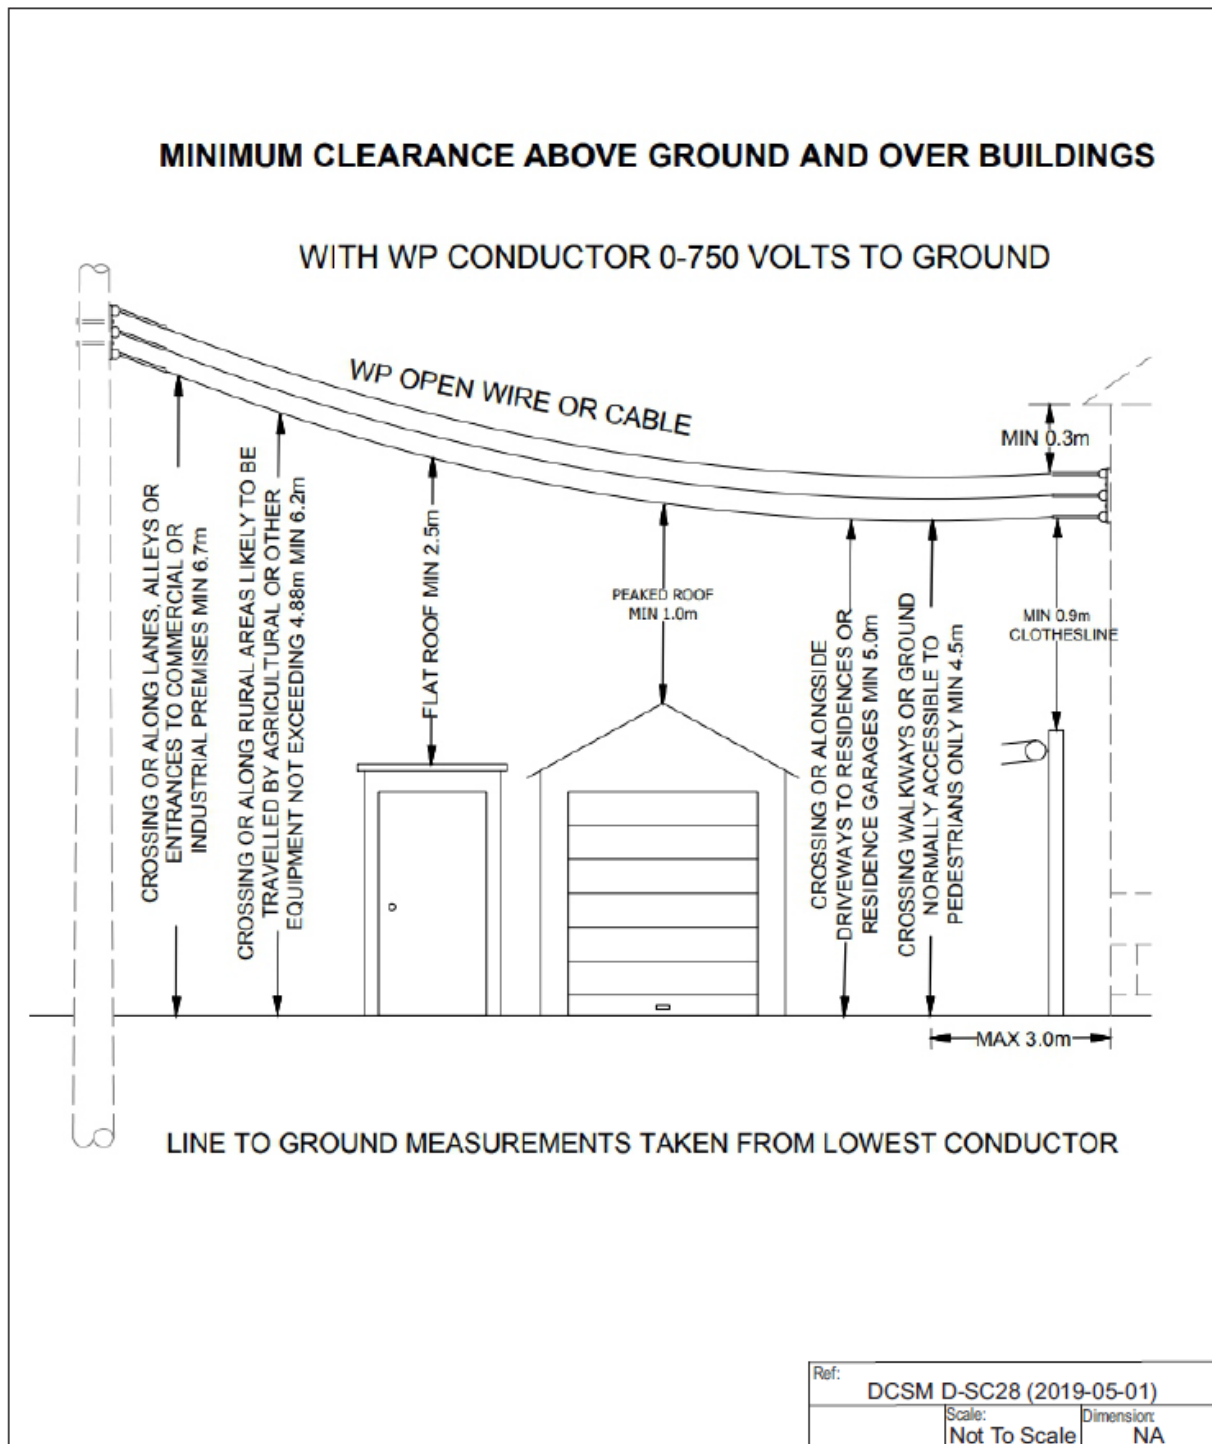 MINIMUM CLEARANCE ABOVE GROUND AND OVER BUILDINGS
WITH WP CONDUCTOR 0-750 VOLTS TO GROUND
WP OPEN WIRE OR CABLE
MIN 0.3m
CROSSING OR ALONG LANES, ALLEYS OR
ENTRANCES TO COMMERCIAL OR
INDUSTRIAL PREMISES MIN 6.7m
CROSSING OR ALONG RURAL AREAS LIKELY TO BE
TRAVELLED BY AGRICULTURAL OR OTHER
EQUIPMENT NOT EXCEEDING 4.88m MIN 6.2m
FLAT ROOF MIN 2.5m
PEAKED ROOF
MIN 1.0m
CROSSING OR ALONGSIDE
DRIVEWAYS TO RESIDENCES OR
RESIDENCE GARAGES MIN 5.0m
CROSSING WALKWAYS OR GROUND
NORMALLY ACCESSIBLE TO
PEDESTRIANS ONLY MIN 4.5m
MIN 0.9m
CLOTHESLINE
MAX 3.0m
LINE TO GROUND MEASUREMENTS TAKEN FROM LOWEST CONDUCTOR
Ref:
DCSM D-SC28 (2019-05-01)
Scale:
Not To Scale
Dimension:
NA